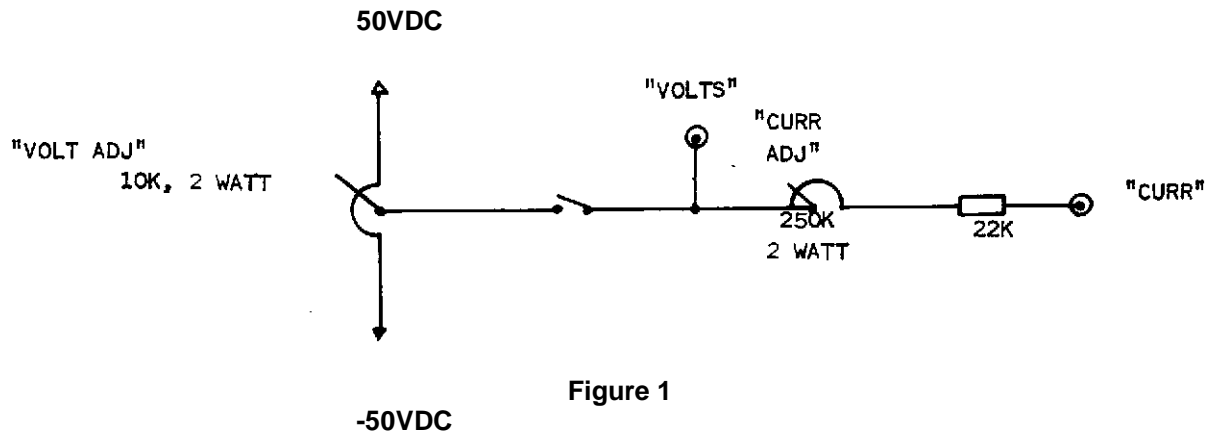 50VDC
"VOLTS"
"VOLT ADJ"
10K, 2 WATT
"CURR
ADJ"
250K
2 WATT
22K
"CURR"
Figure 1
-50VDC